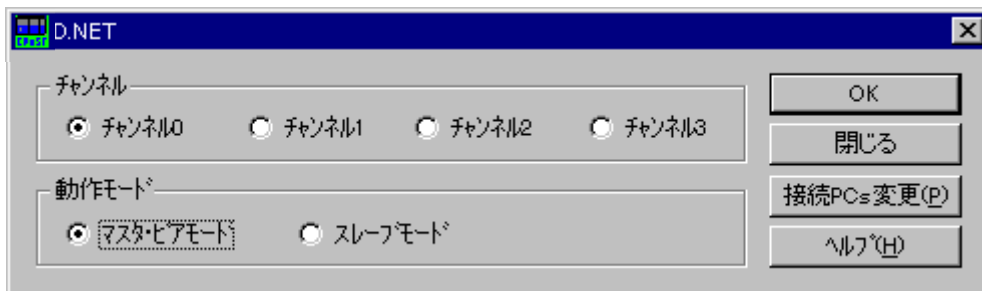 D.NET
チャンネル
チャンネル0 チャンネル1 チャンネル2 チャンネル3
動作モード
マスタ・ピアモード スレーブモード
OK
閉じる
接続PCs変更(P)
ヘルプ(H)